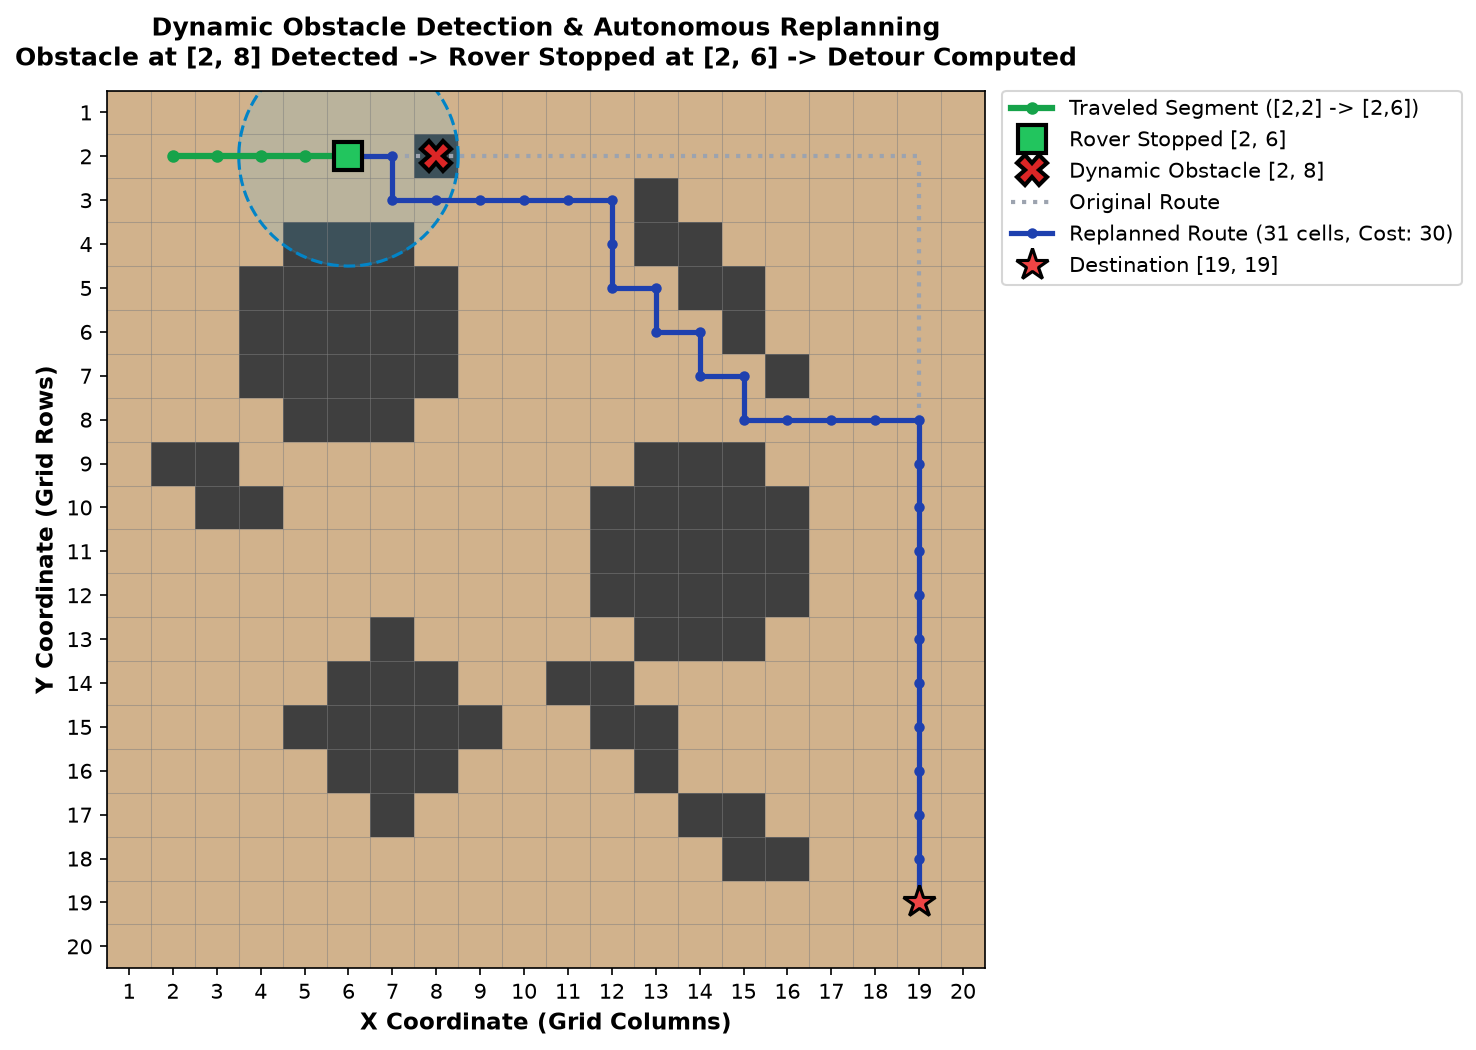 Dynamic Obstacle Detection & Autonomous Replanning
Obstacle at [2, 8] Detected -> Rover Stopped at [2, 6] -> Detour Computed
Traveled Segment ([2,2] -> [2,6])
Rover Stopped [2, 6]
Dynamic Obstacle [2, 8]
Original Route
Replanned Route (31 cells, Cost: 30)
Destination [19, 19]
Y Coordinate (Grid Rows)
1
2
3
4
5
6
7
8
9
10
11
12
13
14
15
16
17
18
19
20
1 2 3 4 5 6 7 8 9 10 11 12 13 14 15 16 17 18 19 20
X Coordinate (Grid Columns)